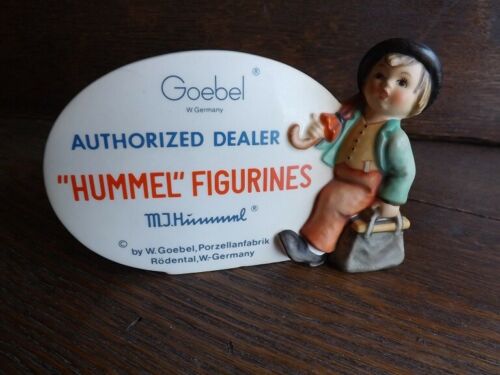 Goebel ®
W. Germany
AUTHORIZED DEALER
"HUMMEL" FIGURINES
M.J.Hummel ®
© by W. Goebel, Porzellanfabrik
Rödental, W-Germany